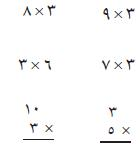 ٨ × ٣    ٩ × ٣
٣ × ٦    ٧ × ٣
١٠    ٣
٣ ×    ٥ ×